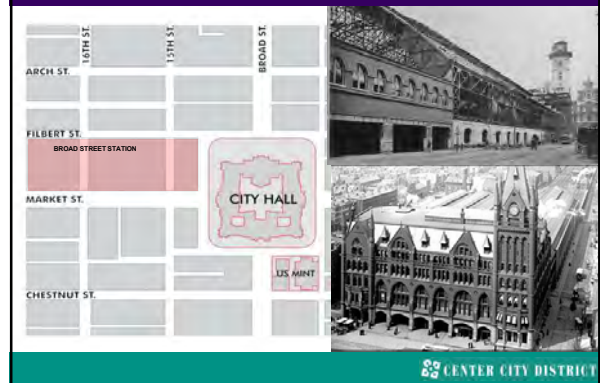 16TH ST.
15TH ST.
BROAD ST.
ARCH ST.
FILBERT ST.
BROAD STREET STATION
MARKET ST.
CITY HALL
US MINT
CHESTNUT ST.
CENTER CITY DISTRICT